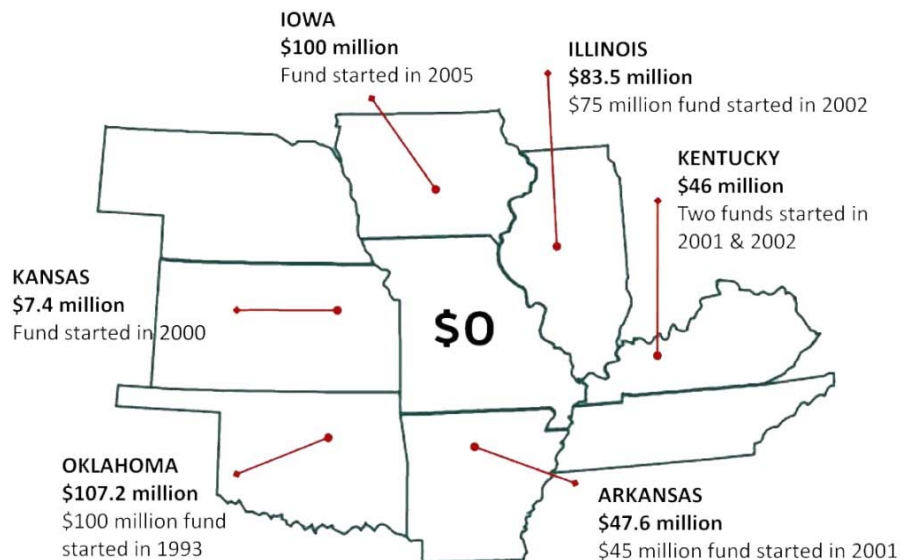 IOWA
$100 million
Fund started in 2005
ILLINOIS
$83.5 million
$75 million fund started in 2002
KENTUCKY
$46 million
Two funds started in
2001 & 2002
KANSAS
$7.4 million
Fund started in 2000
$0
OKLAHOMA
$107.2 million
$100 million fund
started in 1993
ARKANSAS
$47.6 million
$45 million fund started in 2001